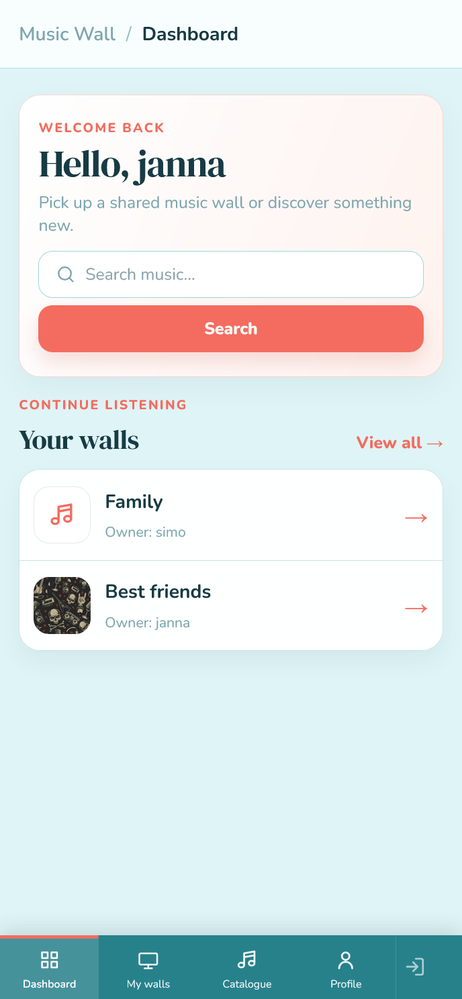 Music Wall / Dashboard
WELCOME BACK
Hello, janna
Pick up a shared music wall or discover something
new.
Search music...
Search
CONTINUE LISTENING
Your walls
View all →
Family
Owner: simo
→
Best friends
Owner: janna
→
Dashboard
My walls
Catalogue
Profile